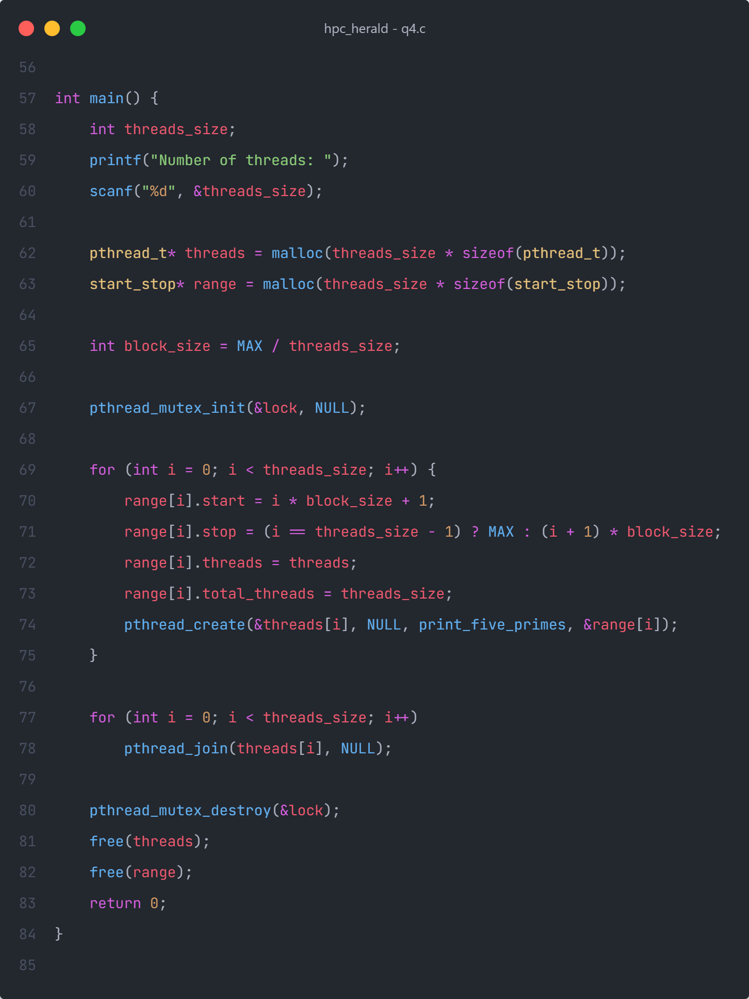 hpc_herald - q4.c
56
57 int main() {
58     int threads_size;
59     printf("Number of threads: ");
60     scanf("%d", &threads_size);
61
62     pthread_t* threads = malloc(threads_size * sizeof(pthread_t));
63     start_stop* range = malloc(threads_size * sizeof(start_stop));
64
65     int block_size = MAX / threads_size;
66
67     pthread_mutex_init(&lock, NULL);
68
69     for (int i = 0; i < threads_size; i++) {
70         range[i].start = i * block_size + 1;
71         range[i].stop = (i == threads_size - 1) ? MAX : (i + 1) * block_size;
72         range[i].threads = threads;
73         range[i].total_threads = threads_size;
74         pthread_create(&threads[i], NULL, print_five_primes, &range[i]);
75     }
76
77     for (int i = 0; i < threads_size; i++)
78         pthread_join(threads[i], NULL);
79
80     pthread_mutex_destroy(&lock);
81     free(threads);
82     free(range);
83     return 0;
84 }
85